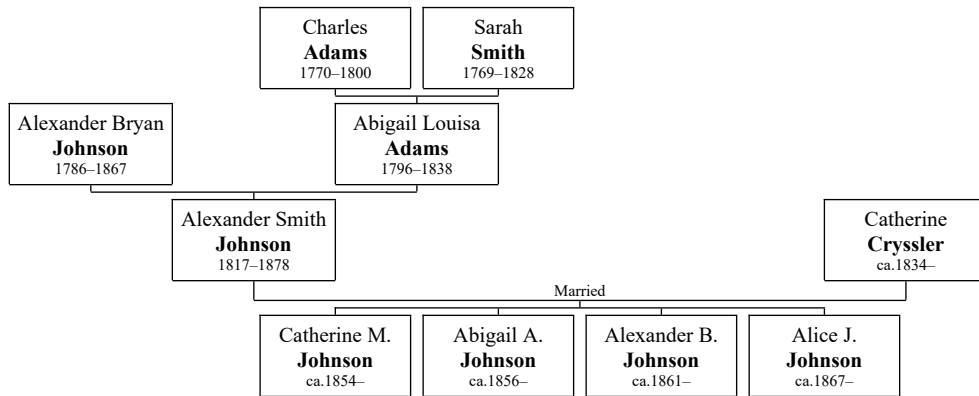 Charles
Adams
1770–1800
Sarah
Smith
1769–1828
Alexander Bryan
Johnson
1786–1867
Abigail Louisa
Adams
1796–1838
Alexander Smith
Johnson
1817–1878
Catherine
Cryssler
ca.1834–
Married
Catherine M.
Johnson
ca.1854–
Abigail A.
Johnson
ca.1856–
Alexander B.
Johnson
ca.1861–
Alice J.
Johnson
ca.1867–